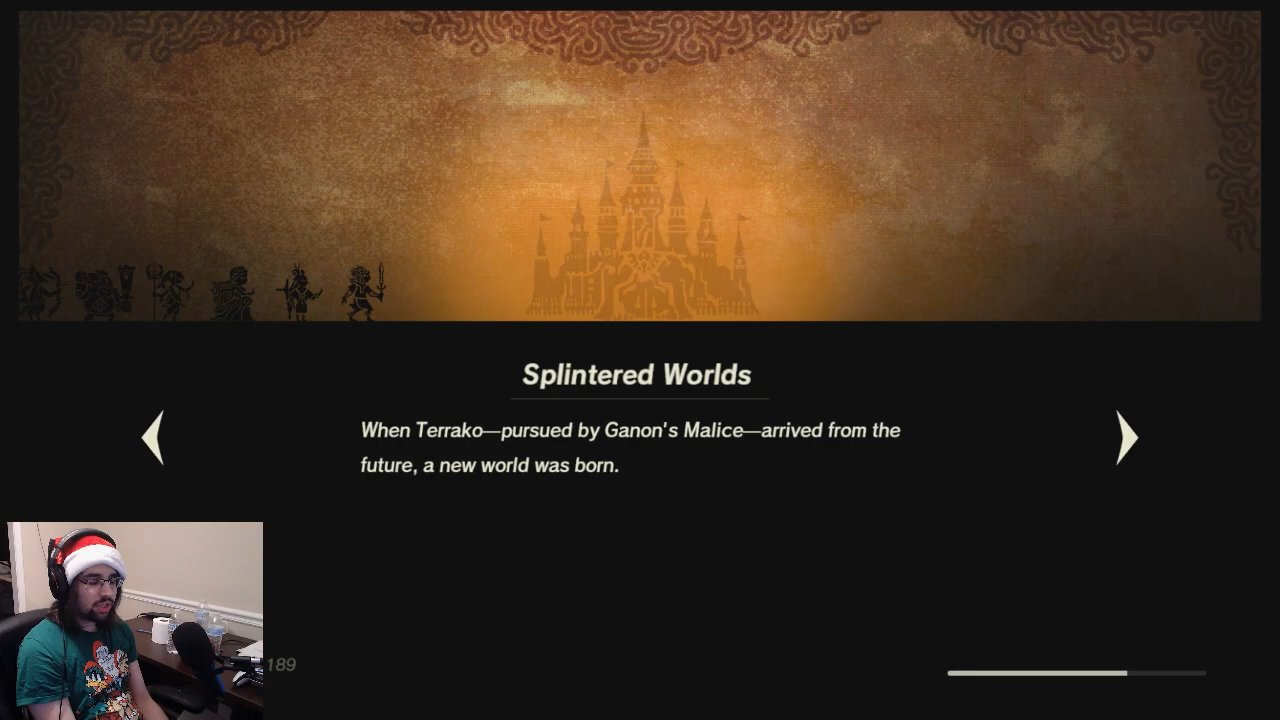 Splintered Worlds
When Terrako—pursued by Ganon's Malice—arrived from the
future, a new world was born.
189